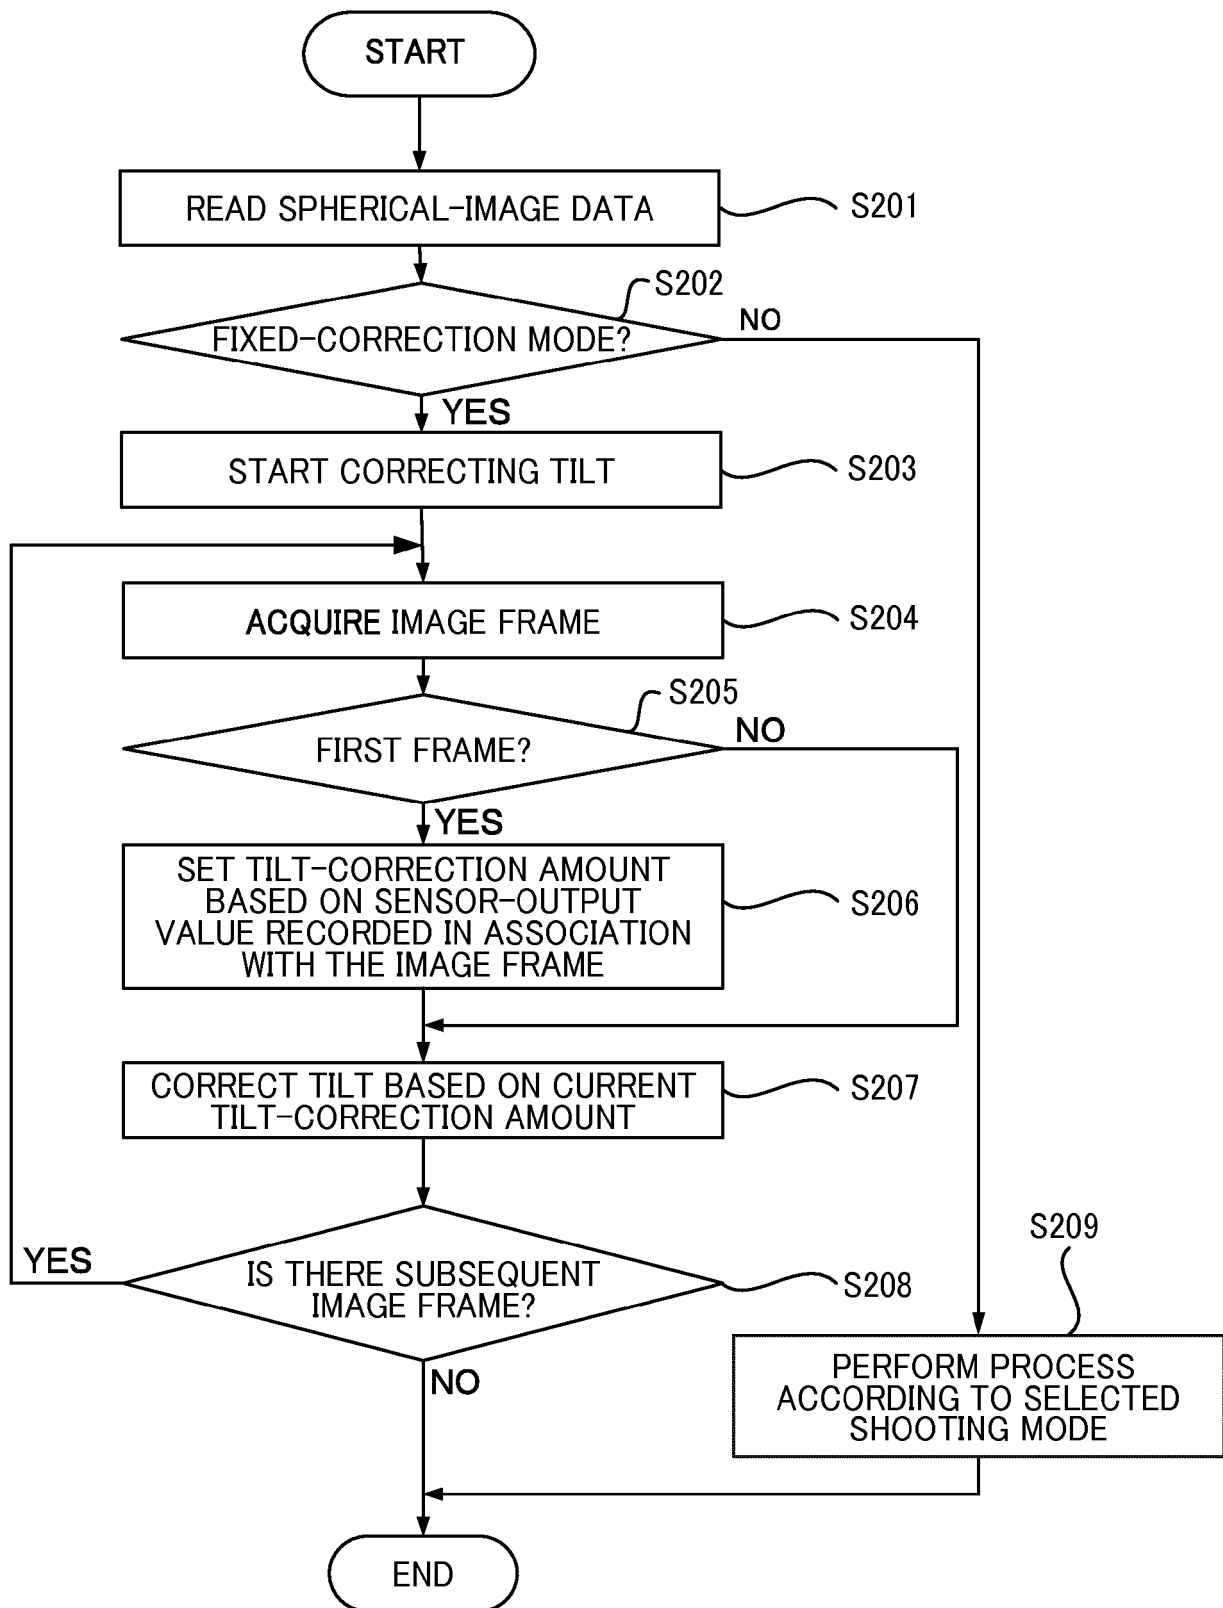 START
READ SPHERICAL-IMAGE DATA
S201
S202
FIXED-CORRECTION MODE?
NO
YES
START CORRECTING TILT
S203
ACQUIRE IMAGE FRAME
S204
S205
FIRST FRAME?
NO
YES
SET TILT-CORRECTION AMOUNT
BASED ON SENSOR-OUTPUT
VALUE RECORDED IN ASSOCIATION
WITH THE IMAGE FRAME
S206
CORRECT TILT BASED ON CURRENT
TILT-CORRECTION AMOUNT
S207
YES
IS THERE SUBSEQUENT
IMAGE FRAME?
S208
NO
S209
PERFORM PROCESS
ACCORDING TO SELECTED
SHOOTING MODE
END